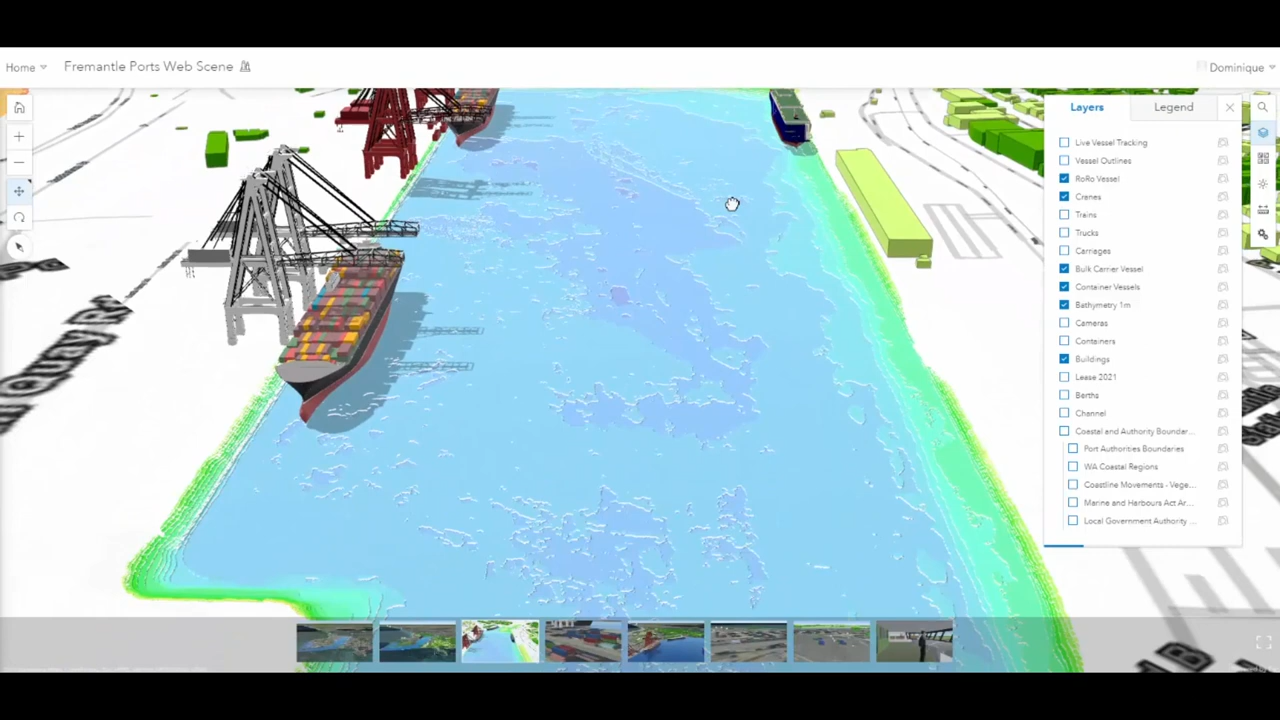 Home
Fremantle Ports Web Scene
Dominique
Layers
Legend
Live Vessel Tracking
Vessel Outlines
RoRo Vessel
Cranes
Trains
Trucks
Carriages
Bulk Carrier Vessel
Container Vessels
Bathymetry 1m
Cameras
Containers
Buildings
Lease 2021
Berths
Channel
Coastal and Authority Boundar...
Port Authorities Boundaries
WA Coastal Regions
Coastline Movements - Vege...
Marine and Harbours Act Ar...
Local Government Authority ...
Quay Rd